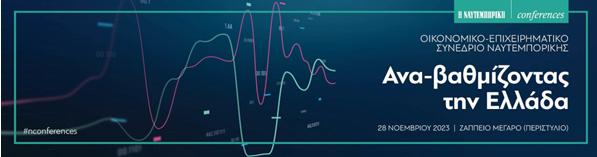 Η ΝΑΥΤΕΜΠΟΡΙΚΗ conferences
ΟΙΚΟΝΟΜΙΚΟ-ΕΠΙΧΕΙΡΗΜΑΤΙΚΟ
ΣΥΝΕΔΡΙΟ ΝΑΥΤΕΜΠΟΡΙΚΗΣ
Ανα-βαθμίζοντας
την Ελλάδα
#nconferences
28 ΝΟΕΜΒΡΙΟΥ 2023 | ΖΑΠΠΕΙΟ ΜΕΓΑΡΟ (ΠΕΡΙΣΤΥΛΙΟ)